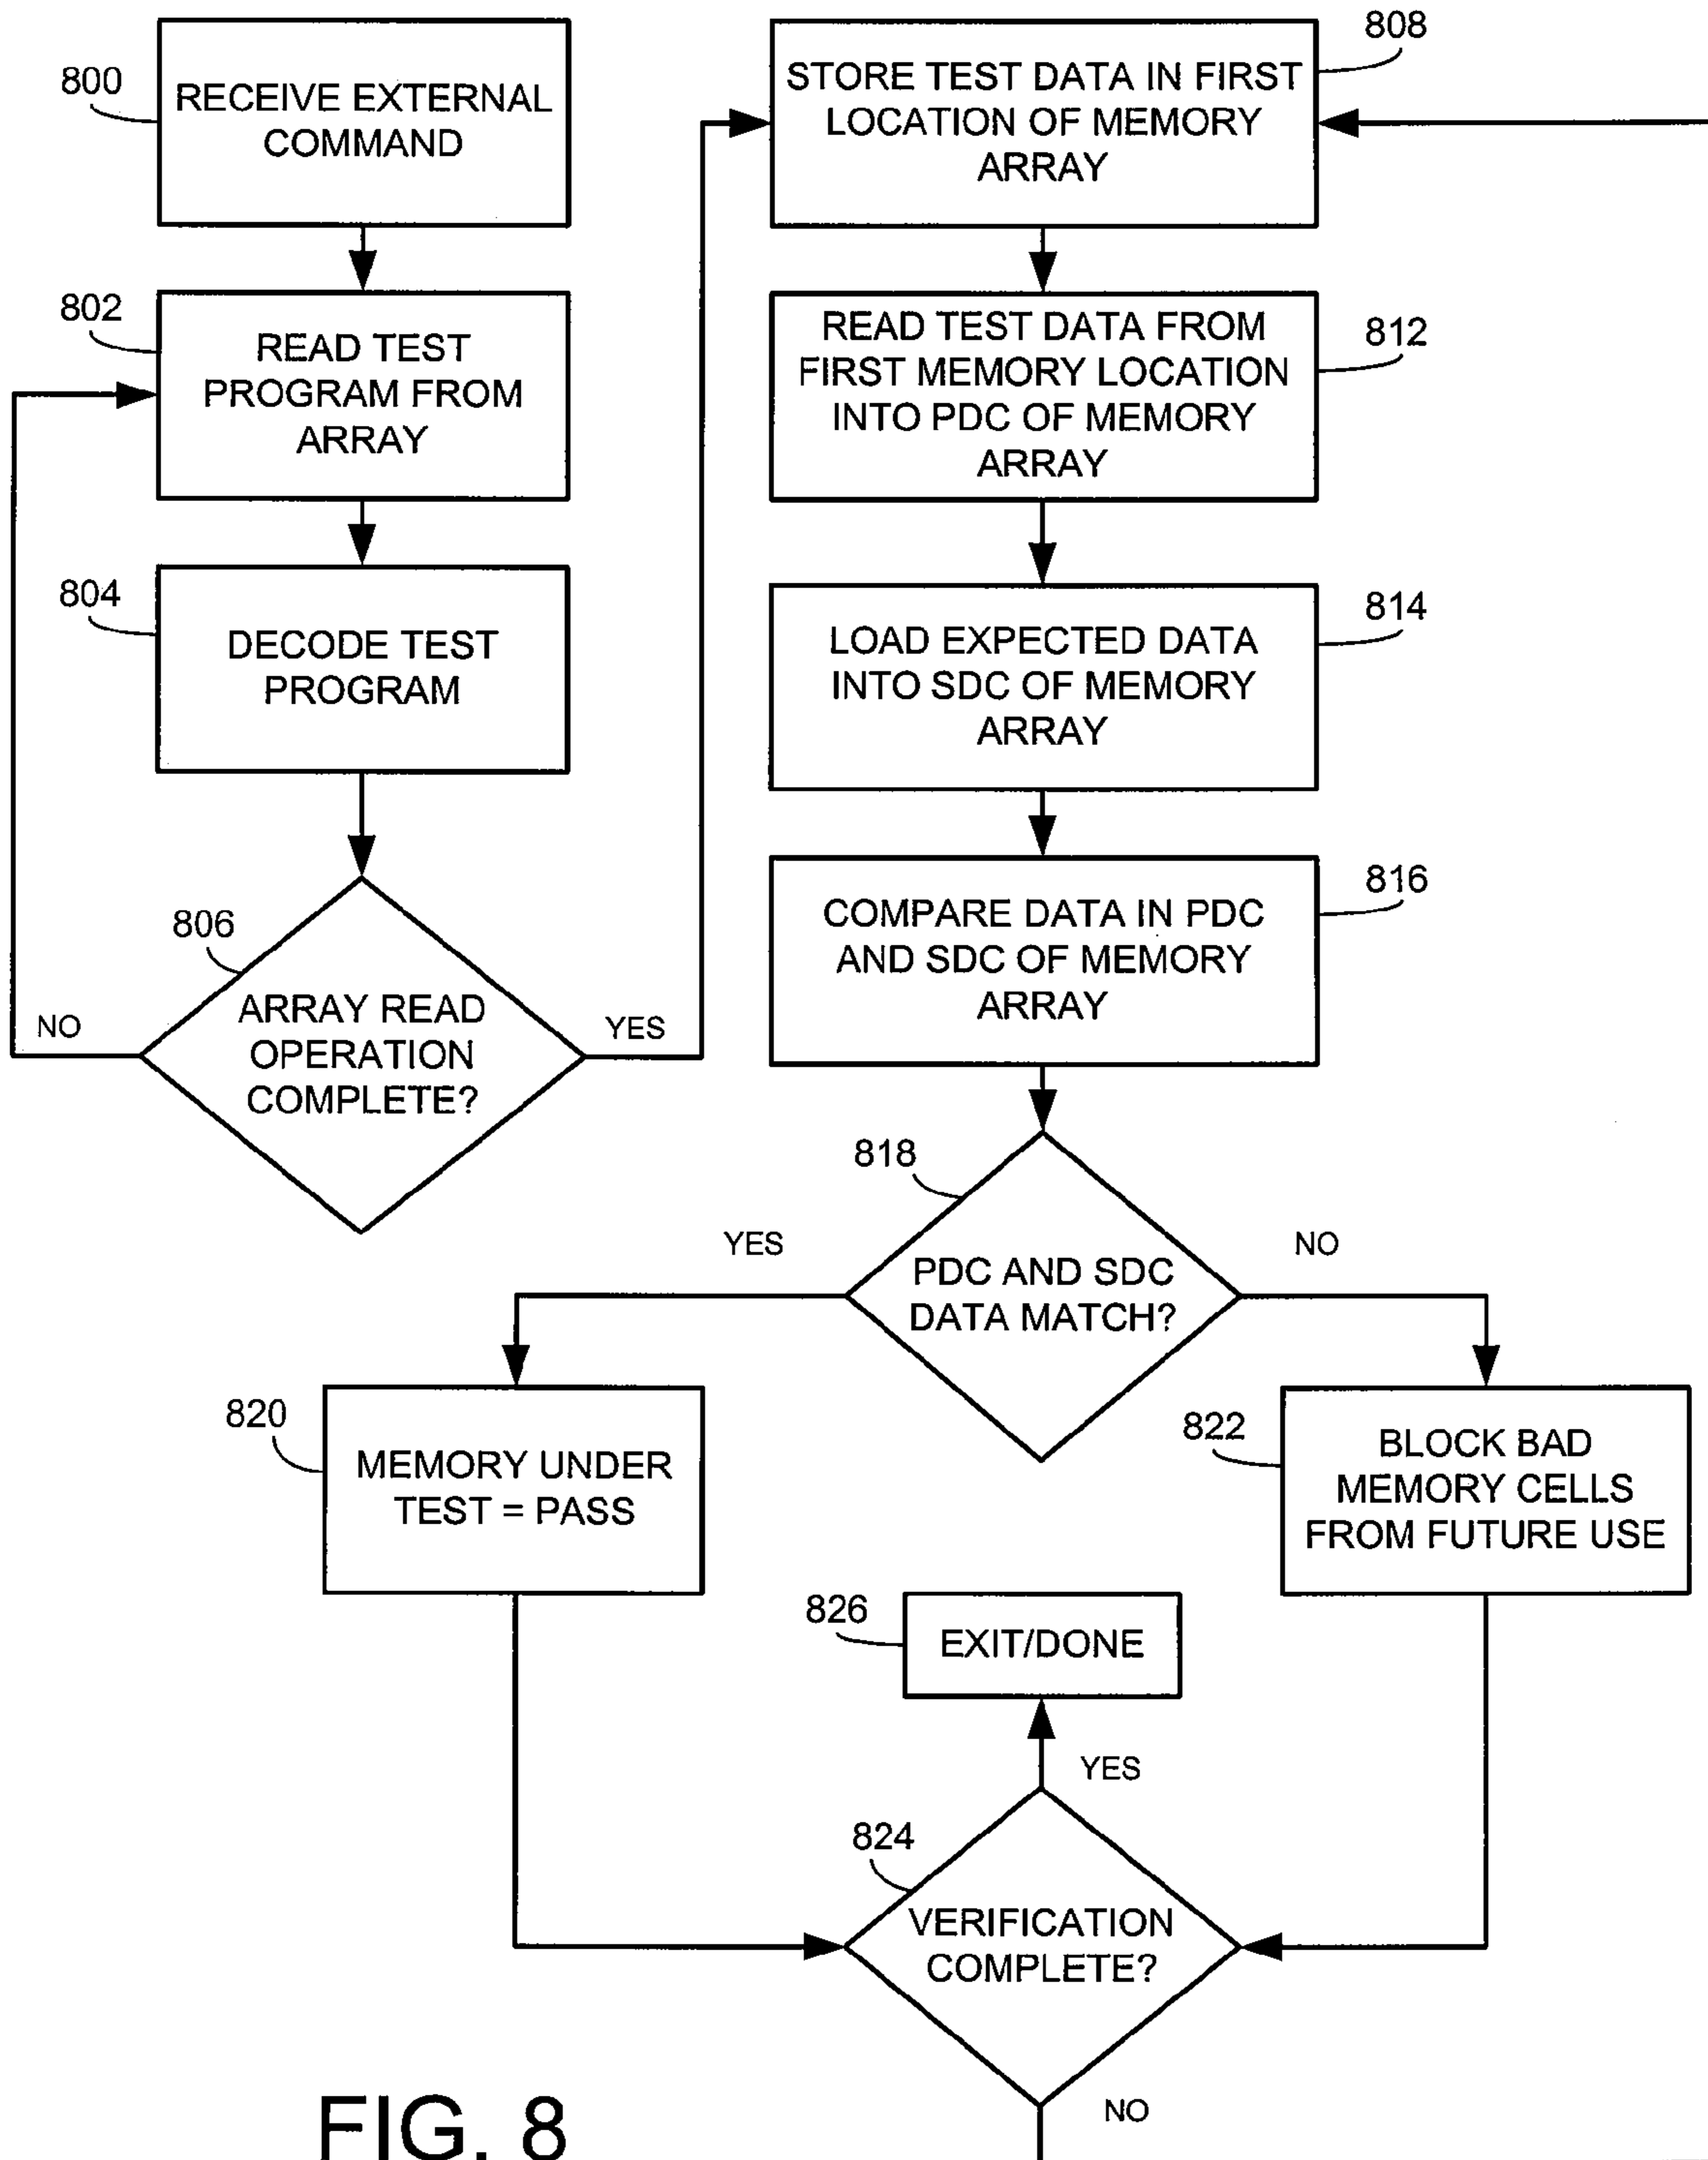 800
RECEIVE EXTERNAL
COMMAND
802
READ TEST
PROGRAM FROM
ARRAY
804
DECODE TEST
PROGRAM
806
ARRAY READ
OPERATION
COMPLETE?
NO
YES
808
STORE TEST DATA IN FIRST
LOCATION OF MEMORY
ARRAY
812
READ TEST DATA FROM
FIRST MEMORY LOCATION
INTO PDC OF MEMORY
ARRAY
814
LOAD EXPECTED DATA
INTO SDC OF MEMORY
ARRAY
816
COMPARE DATA IN PDC
AND SDC OF MEMORY
ARRAY
818
PDC AND SDC
DATA MATCH?
YES
NO
820
MEMORY UNDER
TEST = PASS
822
BLOCK BAD
MEMORY CELLS
FROM FUTURE USE
826
EXIT/DONE
YES
824
VERIFICATION
COMPLETE?
NO
FIG. 8